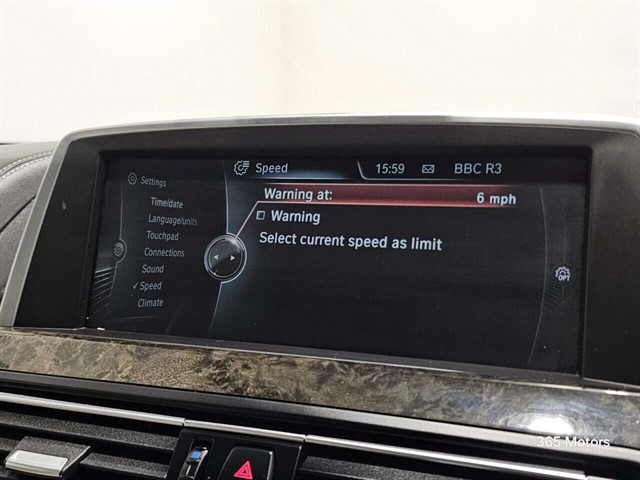 Speed 15:59 BBC R3
Settings
Time/date
Language/units
Touchpad
Connections
Sound
✓ Speed
Climate
Warning at: 6 mph
Warning
Select current speed as limit
OPT
365 Motors